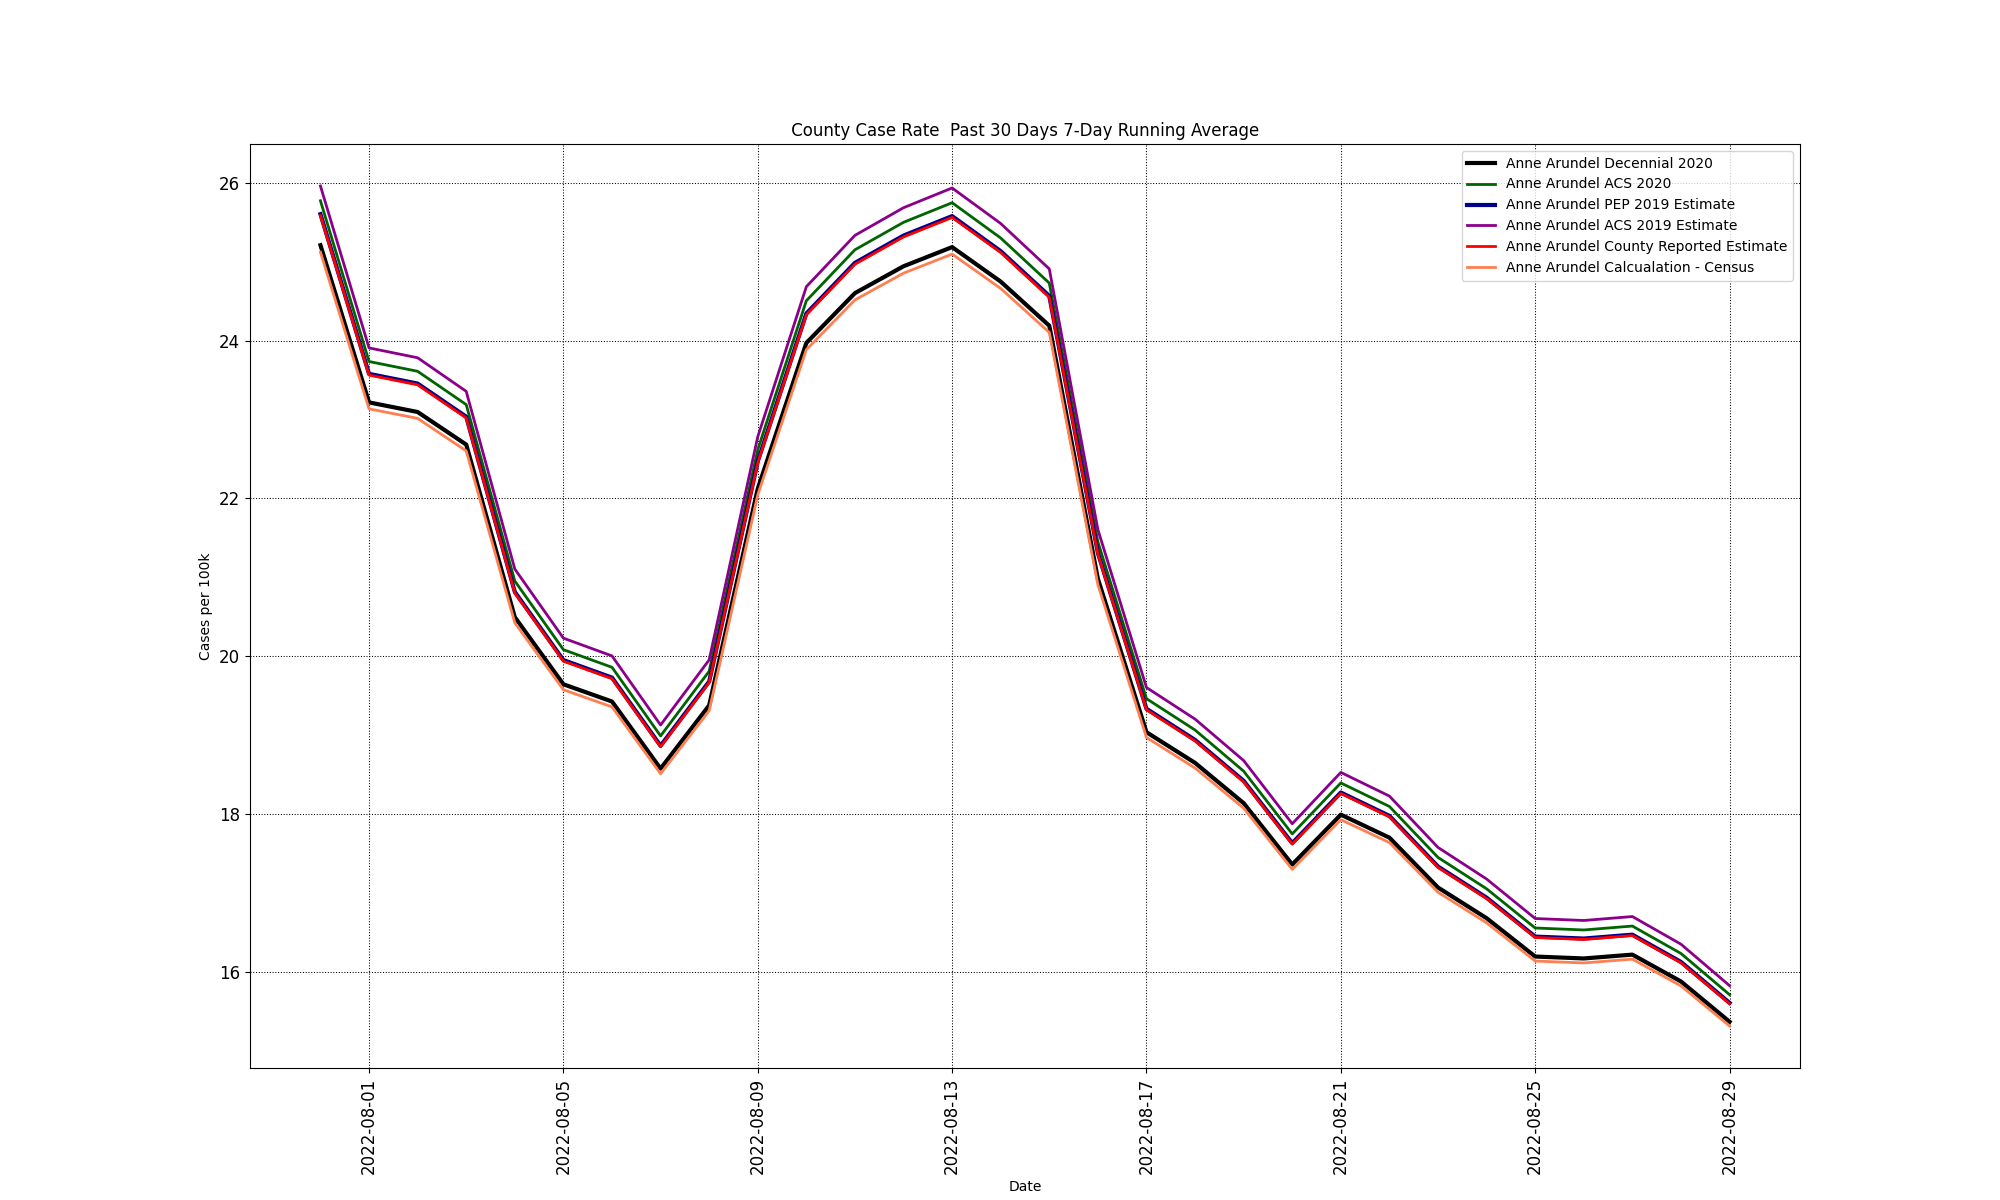 County Case Rate  Past 30 Days 7-Day Running Average
Anne Arundel Decennial 2020
Anne Arundel ACS 2020
Anne Arundel PEP 2019 Estimate
Anne Arundel ACS 2019 Estimate
Anne Arundel County Reported Estimate
Anne Arundel Calcualation - Census
Cases per 100k
26
24
22
20
18
16
2022-08-01
2022-08-05
2022-08-09
2022-08-13
2022-08-17
2022-08-21
2022-08-25
2022-08-29
Date